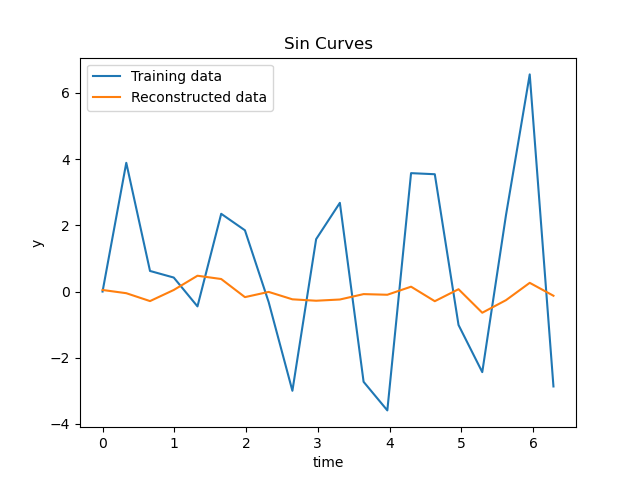 Sin Curves
Training data
Reconstructed data
y
6
4
2
0
−2
−4
0 1 2 3 4 5 6
time